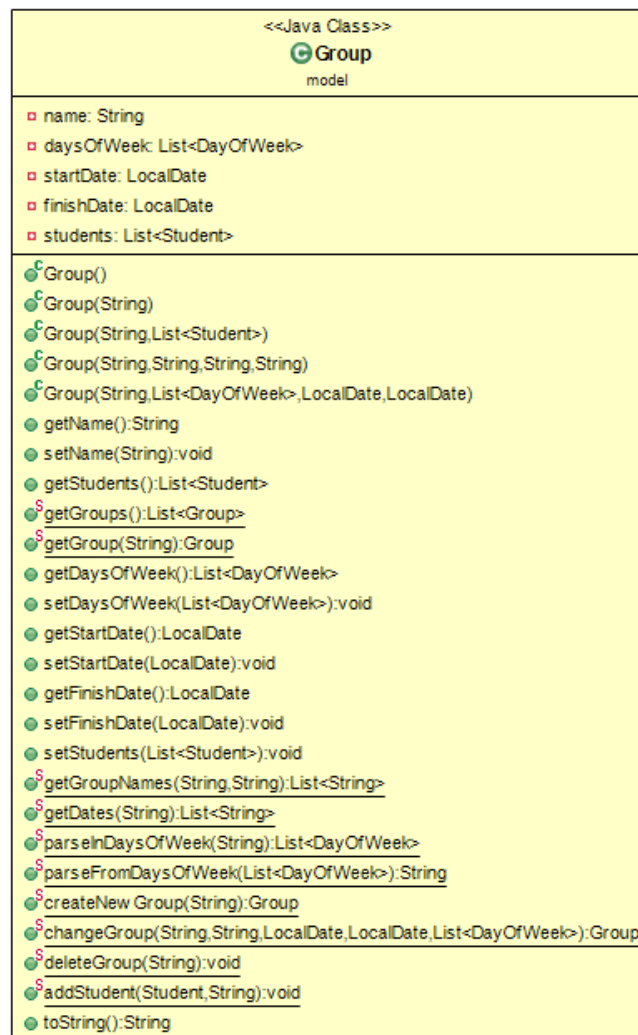 <<Java Class>>
Group
model
name: String
daysOfWeek: List<DayOfWeek>
startDate: LocalDate
finishDate: LocalDate
students: List<Student>
Group()
Group(String)
Group(String,List<Student>)
Group(String,String,String,String)
Group(String,List<DayOfWeek>,LocalDate,LocalDate)
getName():String
setName(String):void
getStudents():List<Student>
getGroups():List<Group>
getGroup(String):Group
getDaysOfWeek():List<DayOfWeek>
setDaysOfWeek(List<DayOfWeek>):void
getStartDate():LocalDate
setStartDate(LocalDate):void
getFinishDate():LocalDate
setFinishDate(LocalDate):void
setStudents(List<Student>):void
getGroupNames(String,String):List<String>
getDates(String):List<String>
parseInDaysOfWeek(String):List<DayOfWeek>
parseFromDaysOfWeek(List<DayOfWeek>):String
createNew Group(String):Group
changeGroup(String,String,LocalDate,LocalDate,List<DayOfWeek>):Group
deleteGroup(String):void
addStudent(Student,String):void
toString():String